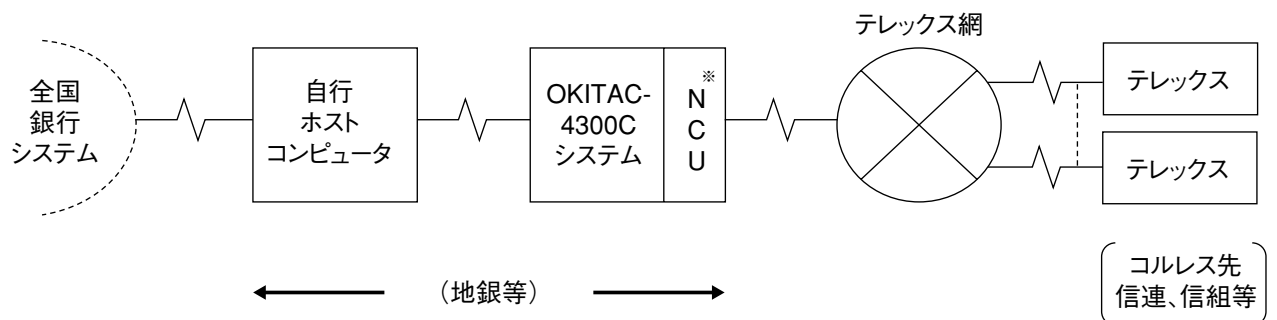 テレックス網
全国
銀行
システム
自行
ホスト
コンピュータ
OKITAC-
4300C
システム
※
N
C
U
テレックス
テレックス
（地銀等）
コルレス先
信連、信組等